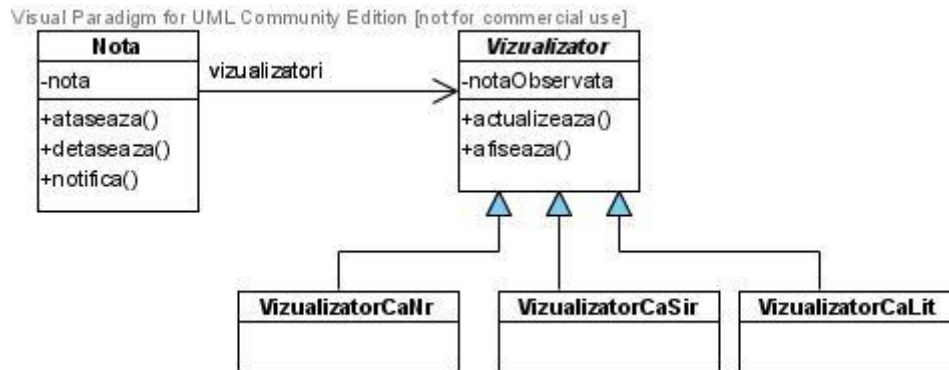 Visual Paradigm for UML Community Edition [not for commercial use]
Nota
-nota
+ataseaza()
+detaseaza()
+notifica()
vizualizatori
Vizualizator
-notaObservata
+actualizeaza()
+afiseaza()
VizualizatorCaNr
VizualizatorCaSir
VizualizatorCaLit